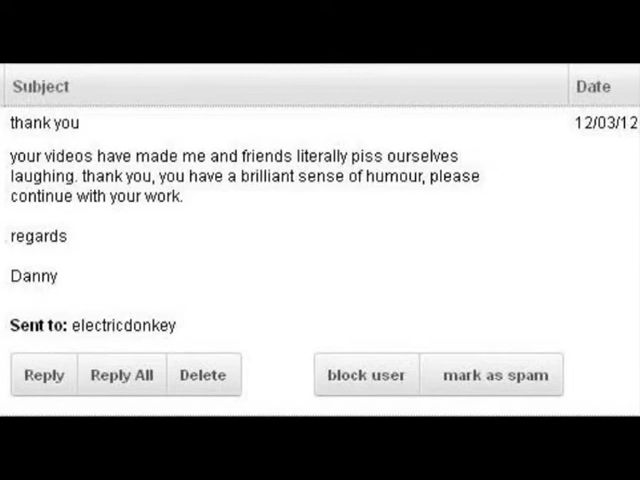 Subject Date
thank you 12/03/12
your videos have made me and friends literally piss ourselves
laughing. thank you, you have a brilliant sense of humour, please
continue with your work.
regards
Danny
Sent to: electricdonkey
Reply Reply All Delete block user mark as spam